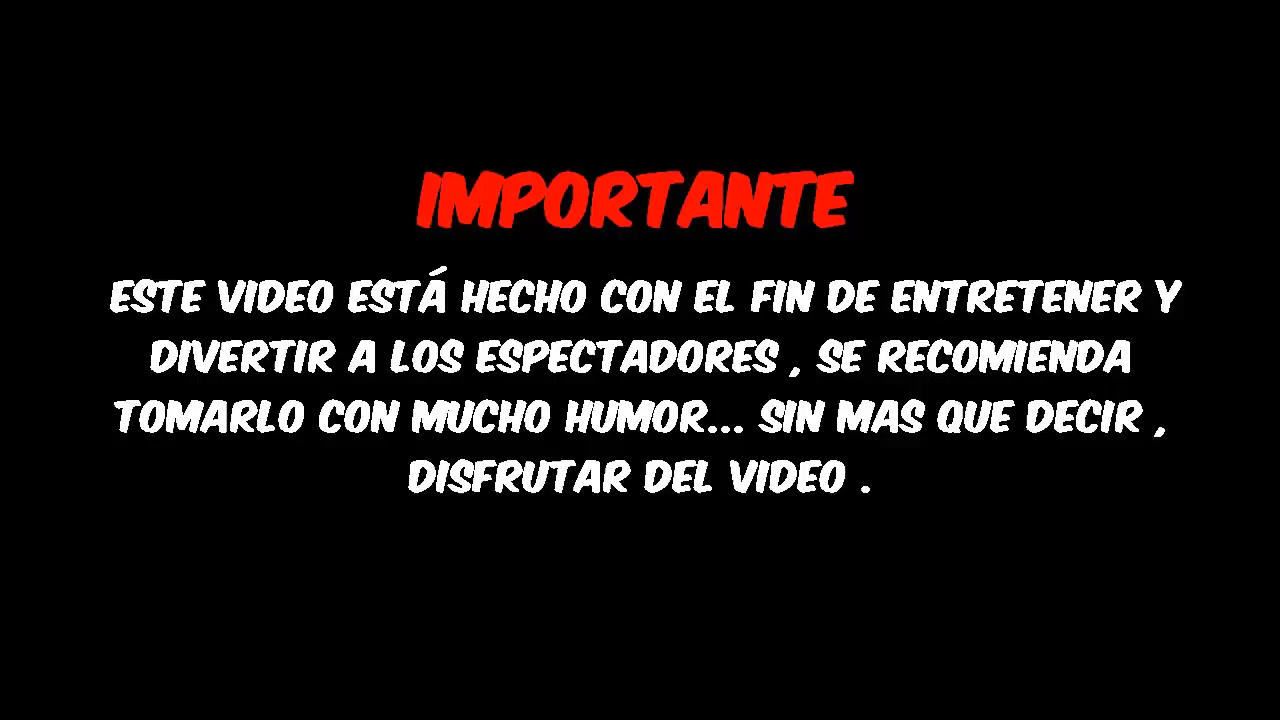 IMPORTANTE
ESTE VIDEO ESTÁ HECHO CON EL FIN DE ENTRETENER Y
DIVERTIR A LOS ESPECTADORES , SE RECOMIENDA
TOMARLO CON MUCHO HUMOR... SIN MAS QUE DECIR ,
DISFRUTAR DEL VIDEO .